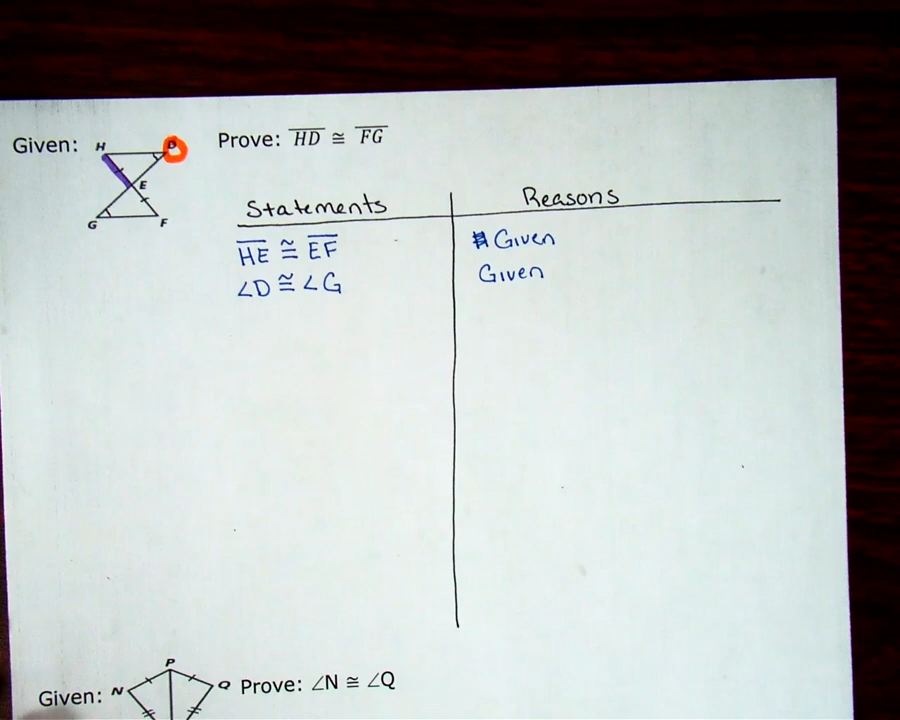 Given: H D Prove: HD ≅ FG
E
G F
Statements Reasons
HE ≅ EF Given
∠D ≅ ∠G Given
P
Given: N Q Prove: ∠N ≅ ∠Q